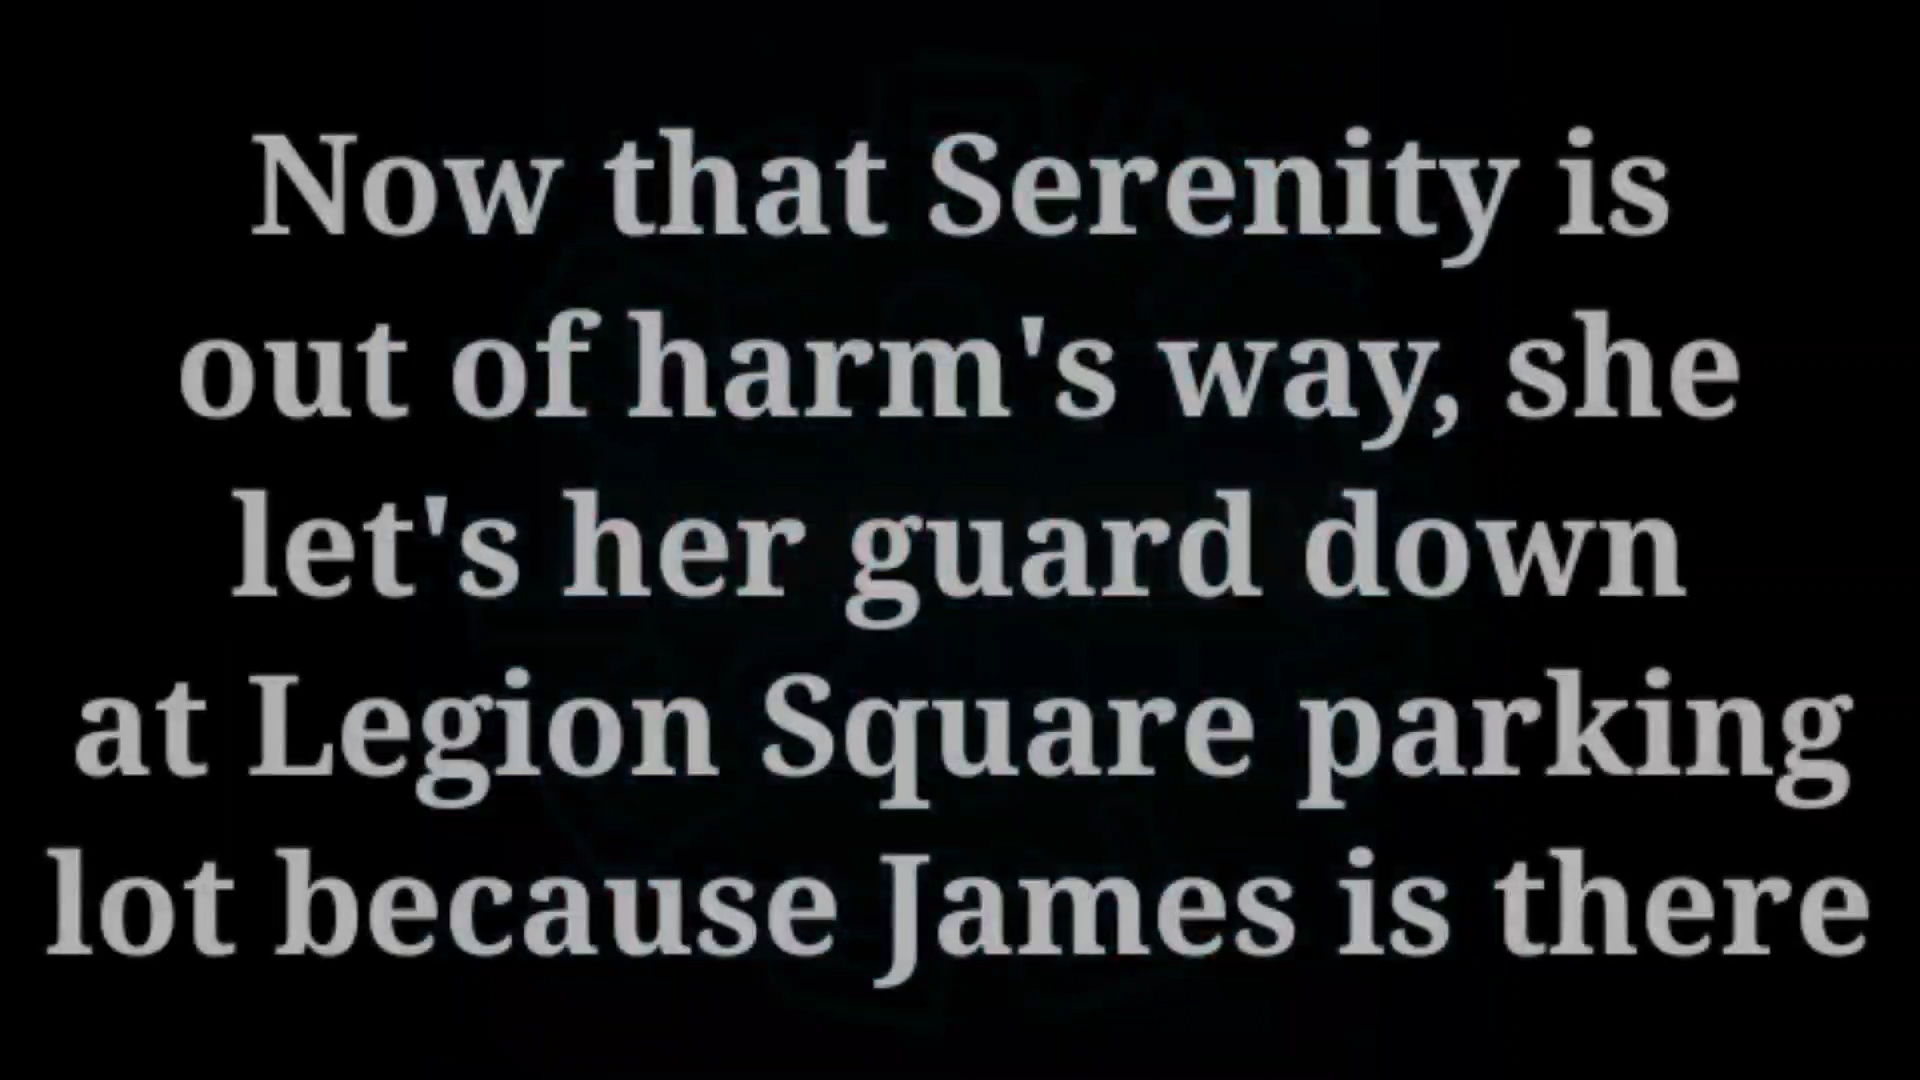 Now that Serenity is
out of harm's way, she
let's her guard down
at Legion Square parking
lot because James is there